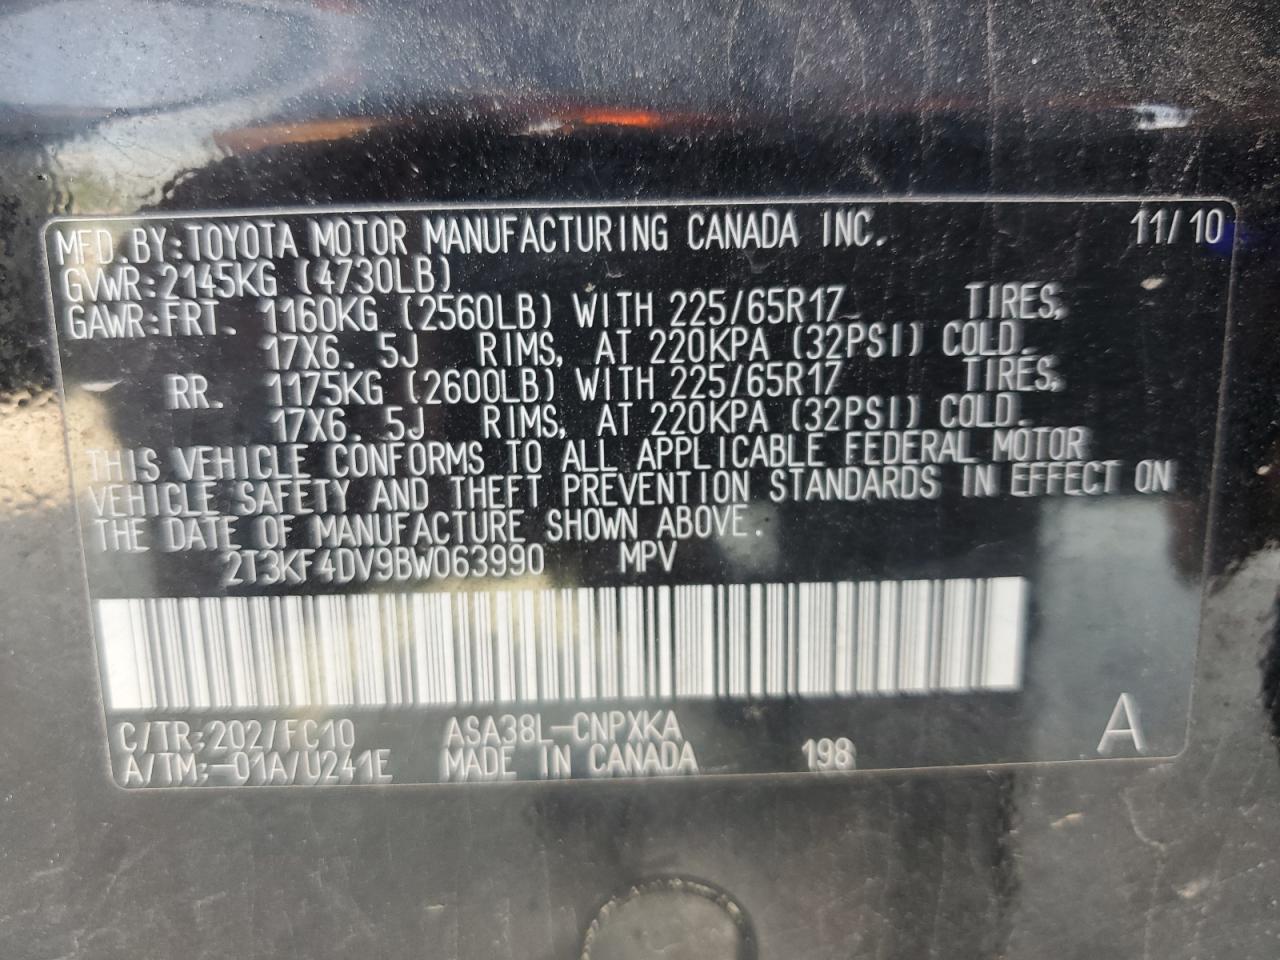 MFD. BY: TOYOTA MOTOR MANUFACTURING CANADA INC. 11/10
GVWR: 2145KG (4730LB)
GAWR: FRT. 1160KG (2560LB) WITH 225/65R17 TIRES,
17X6.5J RIMS, AT 220KPA (32PSI) COLD.
RR. 1175KG (2600LB) WITH 225/65R17 TIRES,
17X6.5J RIMS, AT 220KPA (32PSI) COLD.
THIS VEHICLE CONFORMS TO ALL APPLICABLE FEDERAL MOTOR
VEHICLE SAFETY AND THEFT PREVENTION STANDARDS IN EFFECT ON
THE DATE OF MANUFACTURE SHOWN ABOVE.
2T3KF4DV9BW063990 MPV
C/TR: 202/FC10 ASA38L-CNPXKA
A/TM: -01A/U241E MADE IN CANADA 198 A